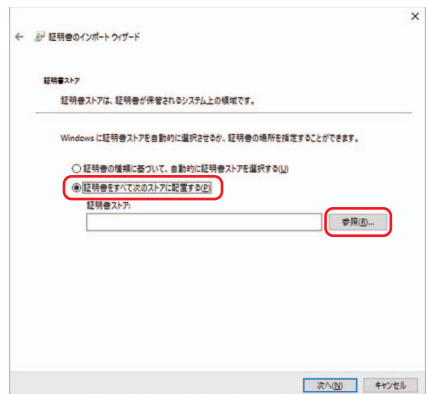 証明書のインポート ウィザード
証明書ストア
証明書ストアは、証明書が保管されるシステム上の領域です。
Windows に証明書ストアを自動的に選択させるか、証明書の場所を指定することができます。
証明書の種類に基づいて、自動的に証明書ストアを選択する(U)
証明書をすべて次のストアに配置する(P)
証明書ストア:
参照(R)...
次へ(N) キャンセル